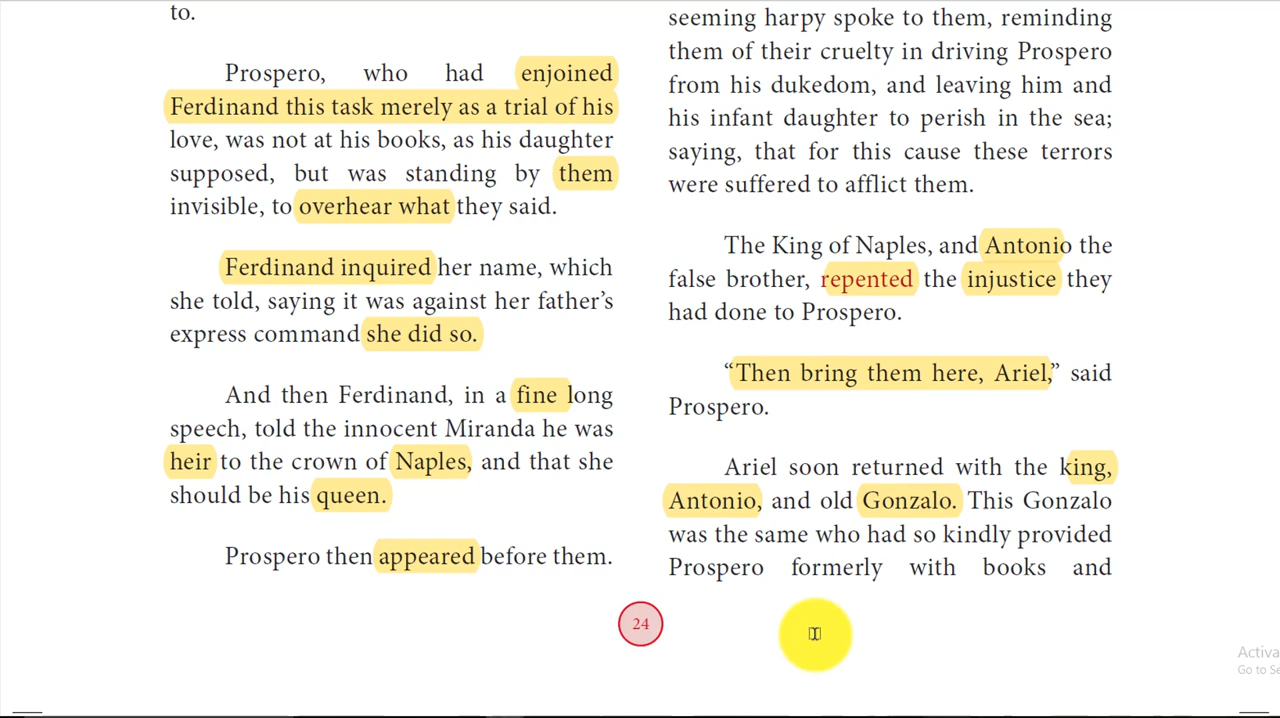 to.
Prospero, who had enjoined
Ferdinand this task merely as a trial of his
love, was not at his books, as his daughter
supposed, but was standing by them
invisible, to overhear what they said.
Ferdinand inquired her name, which
she told, saying it was against her father’s
express command she did so.
And then Ferdinand, in a fine long
speech, told the innocent Miranda he was
heir to the crown of Naples, and that she
should be his queen.
Prospero then appeared before them.
seeming harpy spoke to them, reminding
them of their cruelty in driving Prospero
from his dukedom, and leaving him and
his infant daughter to perish in the sea;
saying, that for this cause these terrors
were suffered to afflict them.
The King of Naples, and Antonio the
false brother, repented the injustice they
had done to Prospero.
“Then bring them here, Ariel,” said
Prospero.
Ariel soon returned with the king,
Antonio, and old Gonzalo. This Gonzalo
was the same who had so kindly provided
Prospero formerly with books and
24
Activa
Go to Se